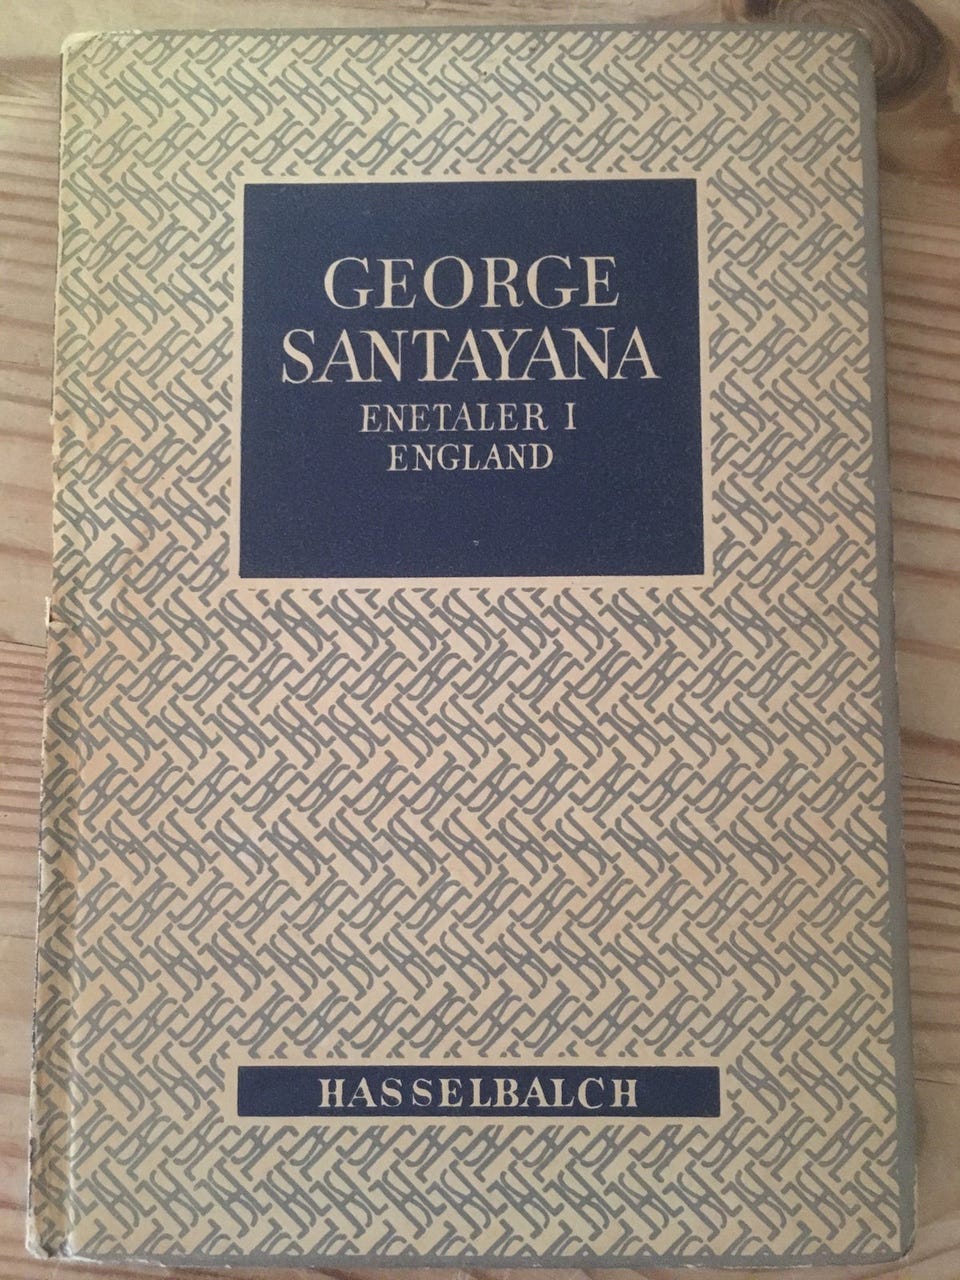 GEORGE
SANTAYANA
ENETALER I
ENGLAND
HASSELBALCH